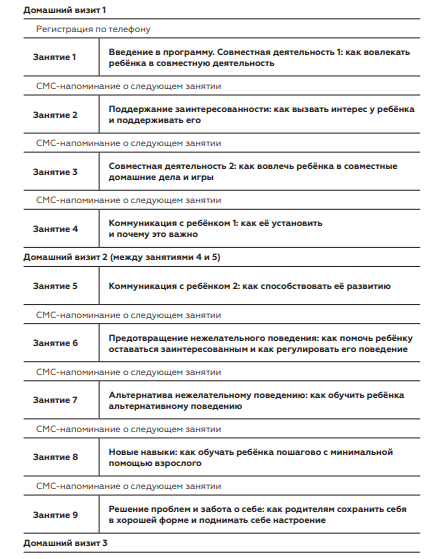 Домашний визит 1
Регистрация по телефону
Занятие 1
Введение в программу. Совместная деятельность 1: как вовлекать
ребёнка в совместную деятельность
СМС-напоминание о следующем занятии
Занятие 2
Поддержание заинтересованности: как вызвать интерес у ребёнка
и поддерживать его
СМС-напоминание о следующем занятии
Занятие 3
Совместная деятельность 2: как вовлечь ребёнка в совместные
домашние дела и игры
СМС-напоминание о следующем занятии
Занятие 4
Коммуникация с ребёнком 1: как её установить
и почему это важно
Домашний визит 2 (между занятиями 4 и 5)
Занятие 5
Коммуникация с ребёнком 2: как способствовать её развитию
СМС-напоминание о следующем занятии
Занятие 6
Предотвращение нежелательного поведения: как помочь ребёнку
оставаться заинтересованным и как регулировать его поведение
СМС-напоминание о следующем занятии
Занятие 7
Альтернатива нежелательному поведению: как обучить ребёнка
альтернативному поведению
СМС-напоминание о следующем занятии
Занятие 8
Новые навыки: как обучать ребёнка пошагово с минимальной
помощью взрослого
СМС-напоминание о следующем занятии
Занятие 9
Решение проблем и забота о себе: как родителям сохранить себя
в хорошей форме и поднимать себе настроение
Домашний визит 3